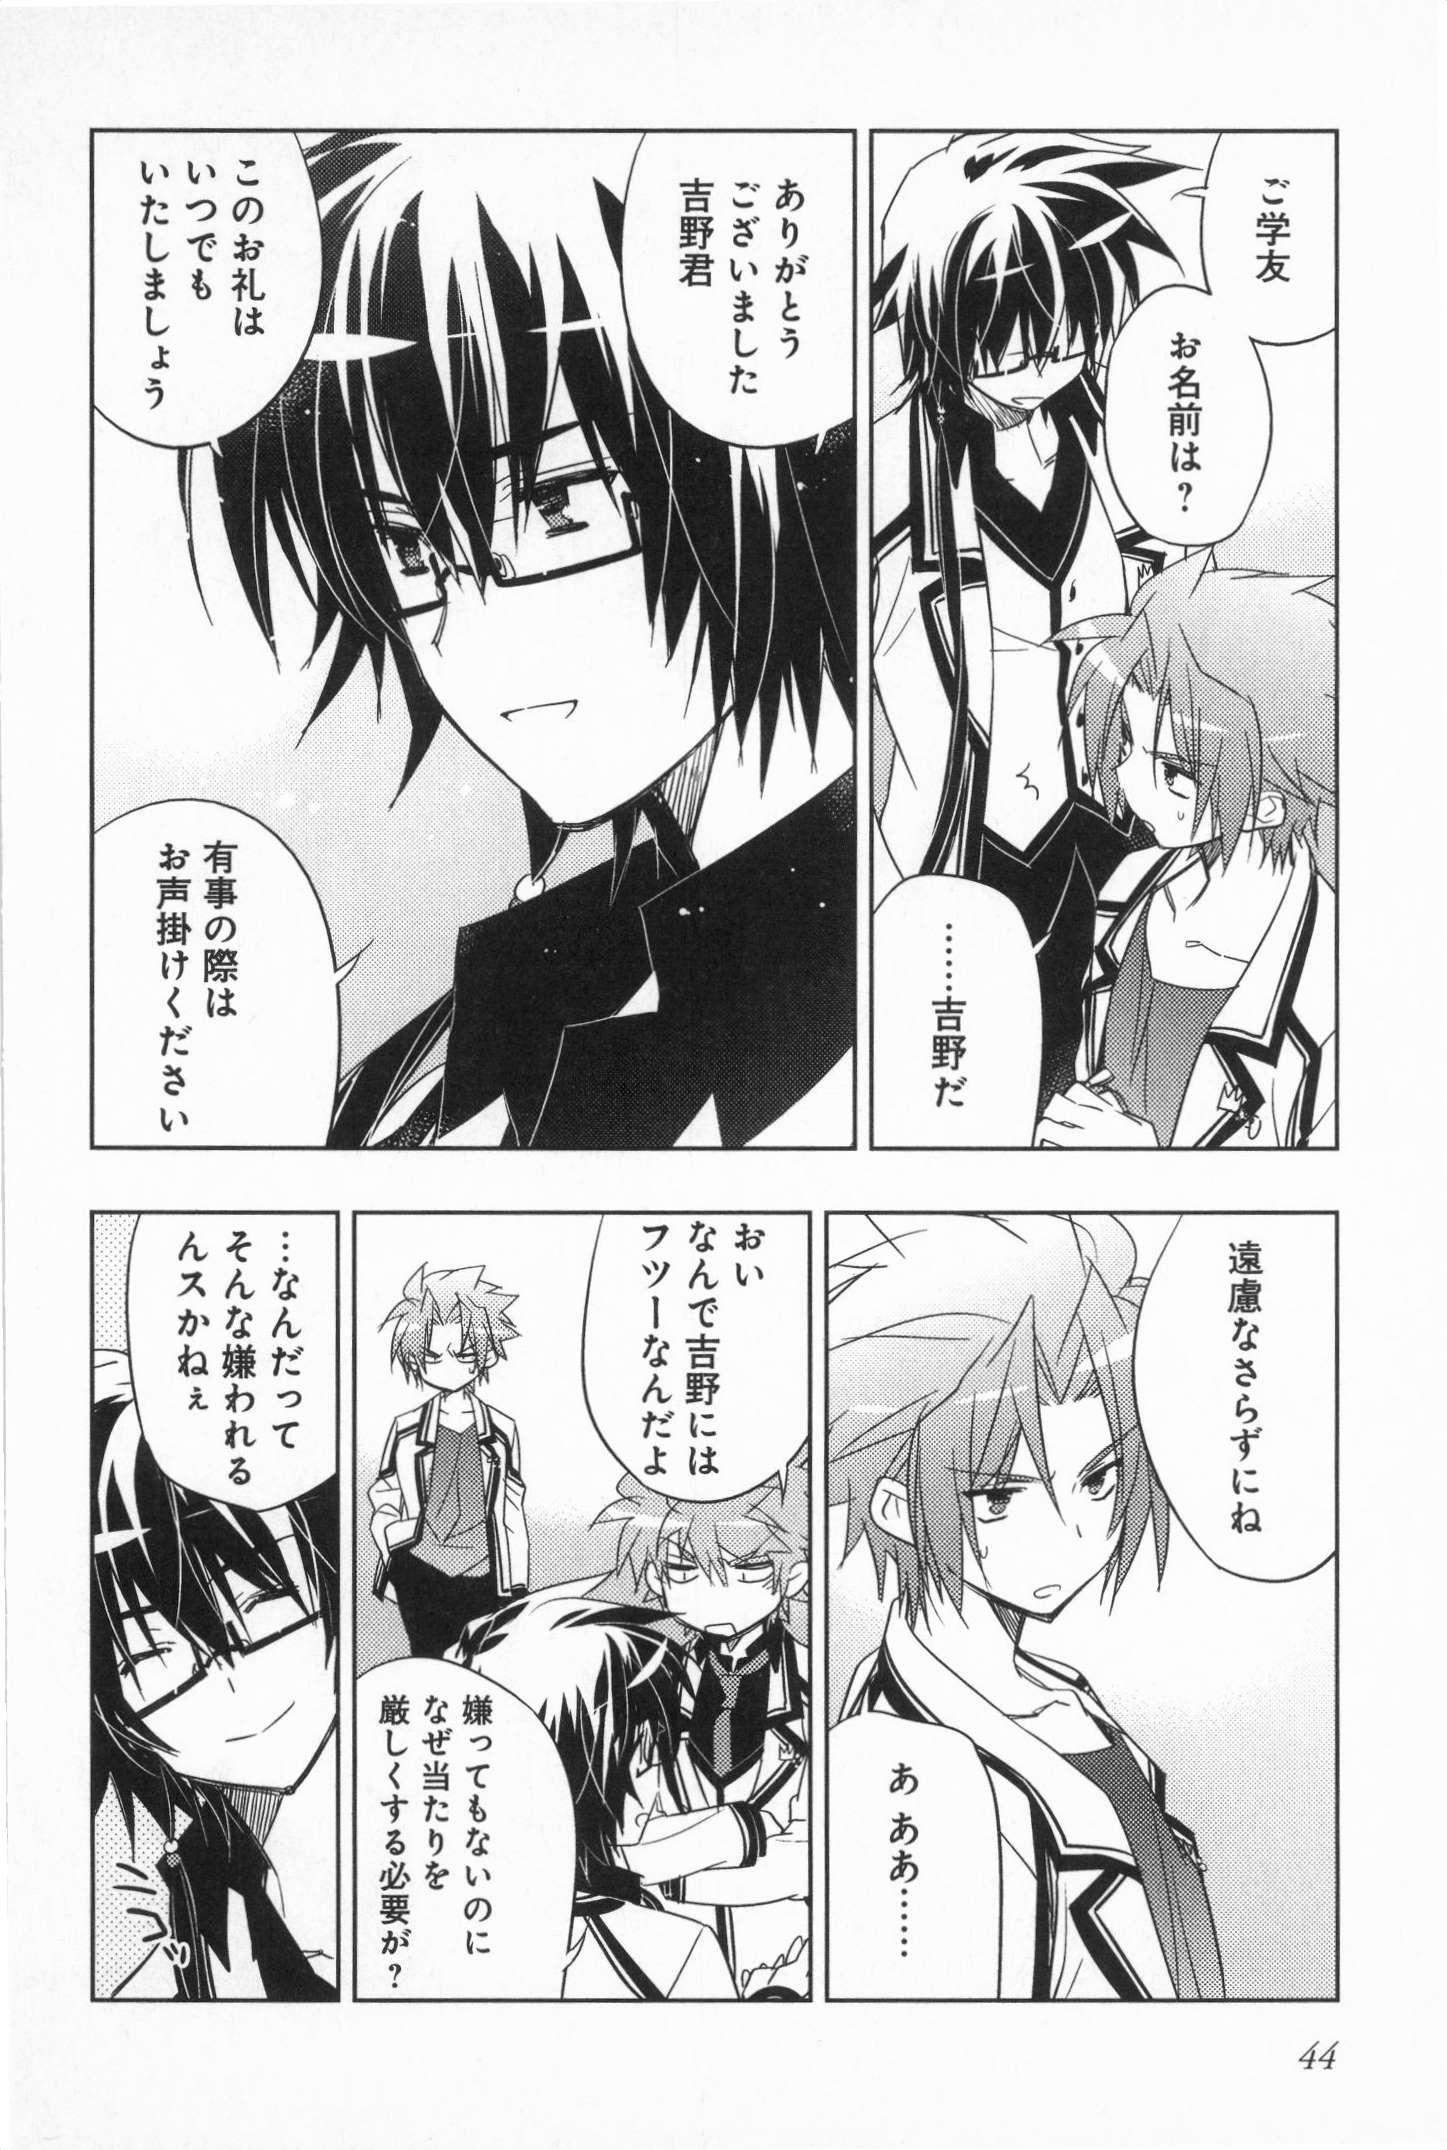 ご学友
お名前は?
……吉野だ
ありがとう
ございました
吉野君
このお礼は
いつでも
いたしましょう
有事の際は
お声掛けください
遠慮なさらずにね
あ ああ……
おい
なんで吉野には
フツーなんだよ
嫌ってもないのに
なぜ当たりを
厳しくする必要が?
…なんだって
そんな嫌われる
んスかねぇ
ッ
44